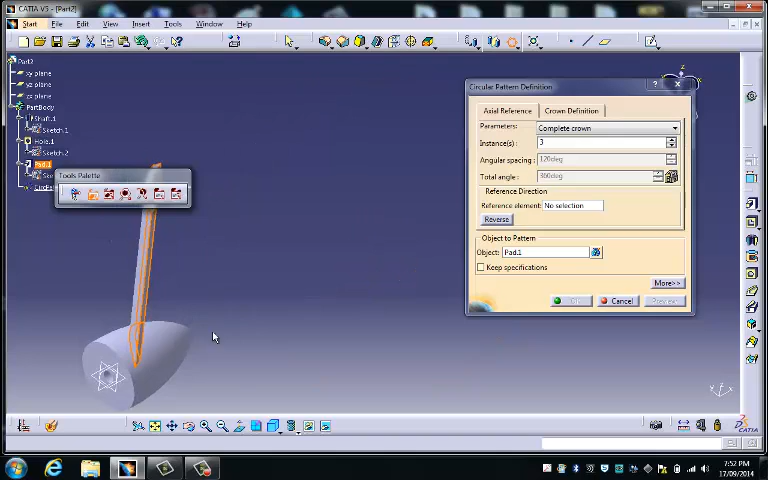 CATIA V5 - [Part2]
Start File Edit View Insert Tools Window Help
Part2
xy plane
yz plane
zx plane
PartBody
Shaft.1
Sketch.1
Hole.1
Sketch.2
Pad.1
Tools Palette
Circular Pattern Definition
? X
Axial Reference Crown Definition
Parameters: Complete crown
Instance(s): 3
Angular spacing : 120deg
Total angle : 360deg
Reference Direction
Reference element: No selection
Reverse
Object to Pattern
Object: Pad.1
Keep specifications
More>>
Cancel Preview
z
CATIA
7:52 PM
17/09/2014